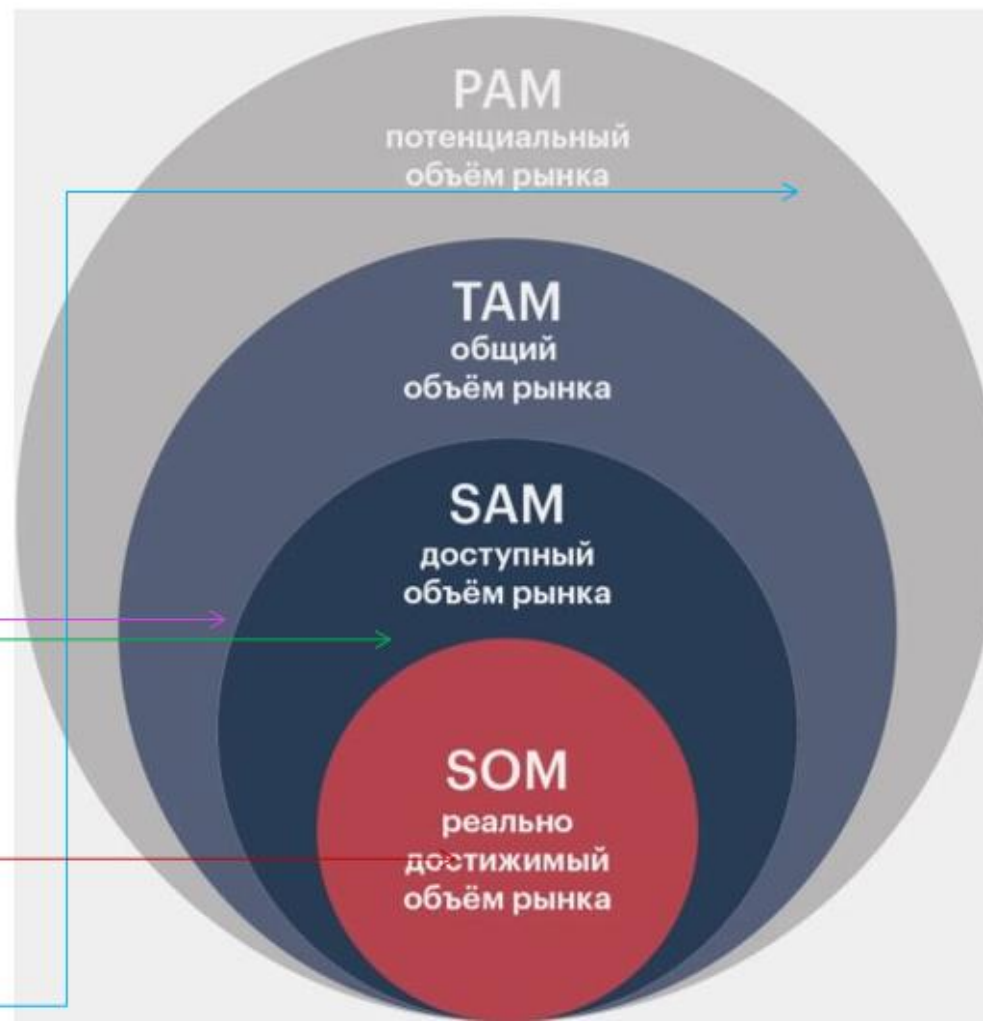 PAM
потенциальный
объём рынка
TAM
общий
объём рынка
SAM
доступный
объём рынка
SOM
реально
достижимый
объём рынка